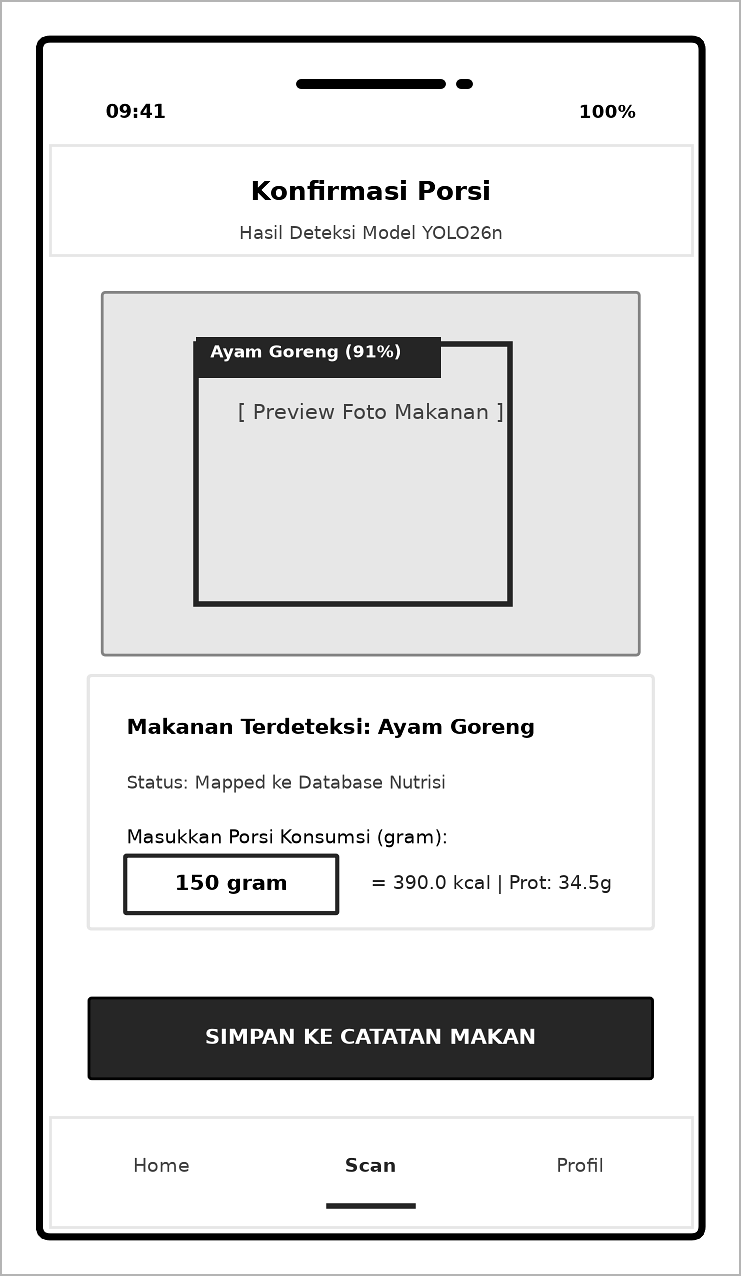 09:41 100%
Konfirmasi Porsi
Hasil Deteksi Model YOLO26n
Ayam Goreng (91%)
[ Preview Foto Makanan ]
Makanan Terdeteksi: Ayam Goreng
Status: Mapped ke Database Nutrisi
Masukkan Porsi Konsumsi (gram):
150 gram = 390.0 kcal | Prot: 34.5g
SIMPAN KE CATATAN MAKAN
Home Scan Profil